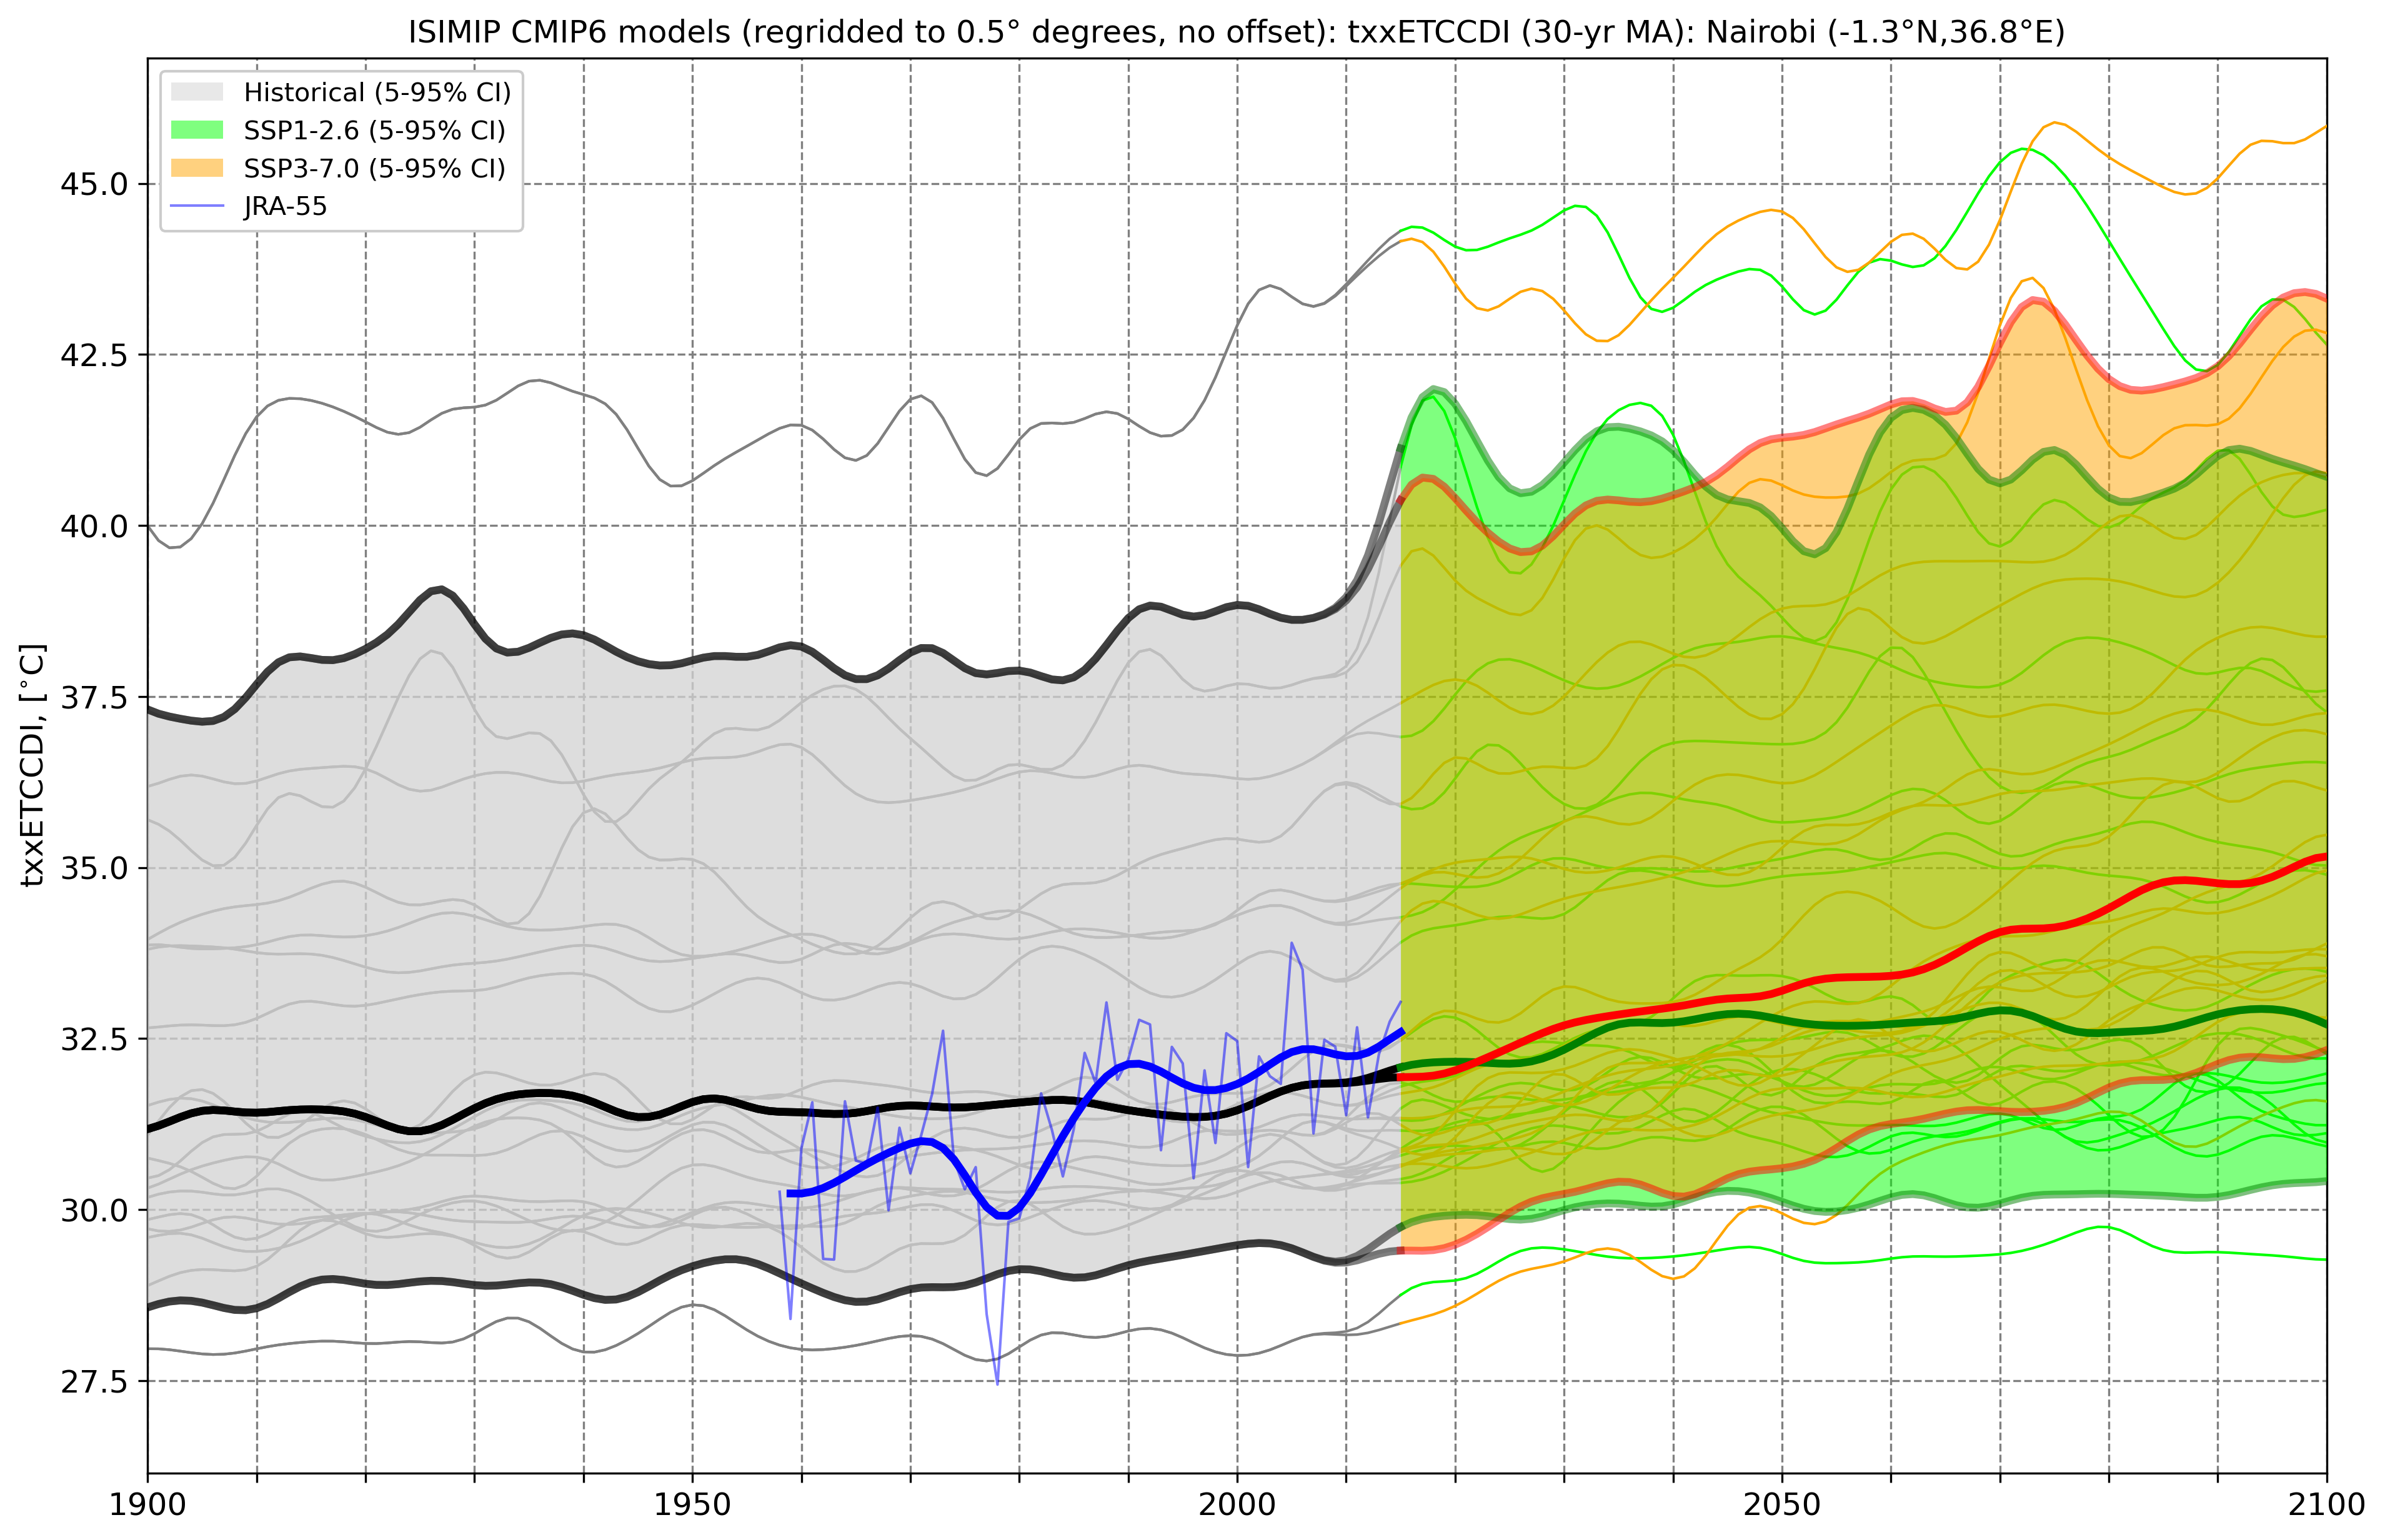 ISIMIP CMIP6 models (regridded to 0.5° degrees, no offset): txxETCCDI (30-yr MA): Nairobi (-1.3°N,36.8°E)
Historical (5-95% CI)
SSP1-2.6 (5-95% CI)
SSP3-7.0 (5-95% CI)
JRA-55
txxETCCDI, [°C]
45.0
42.5
40.0
37.5
35.0
32.5
30.0
27.5
1900
1950
2000
2050
2100